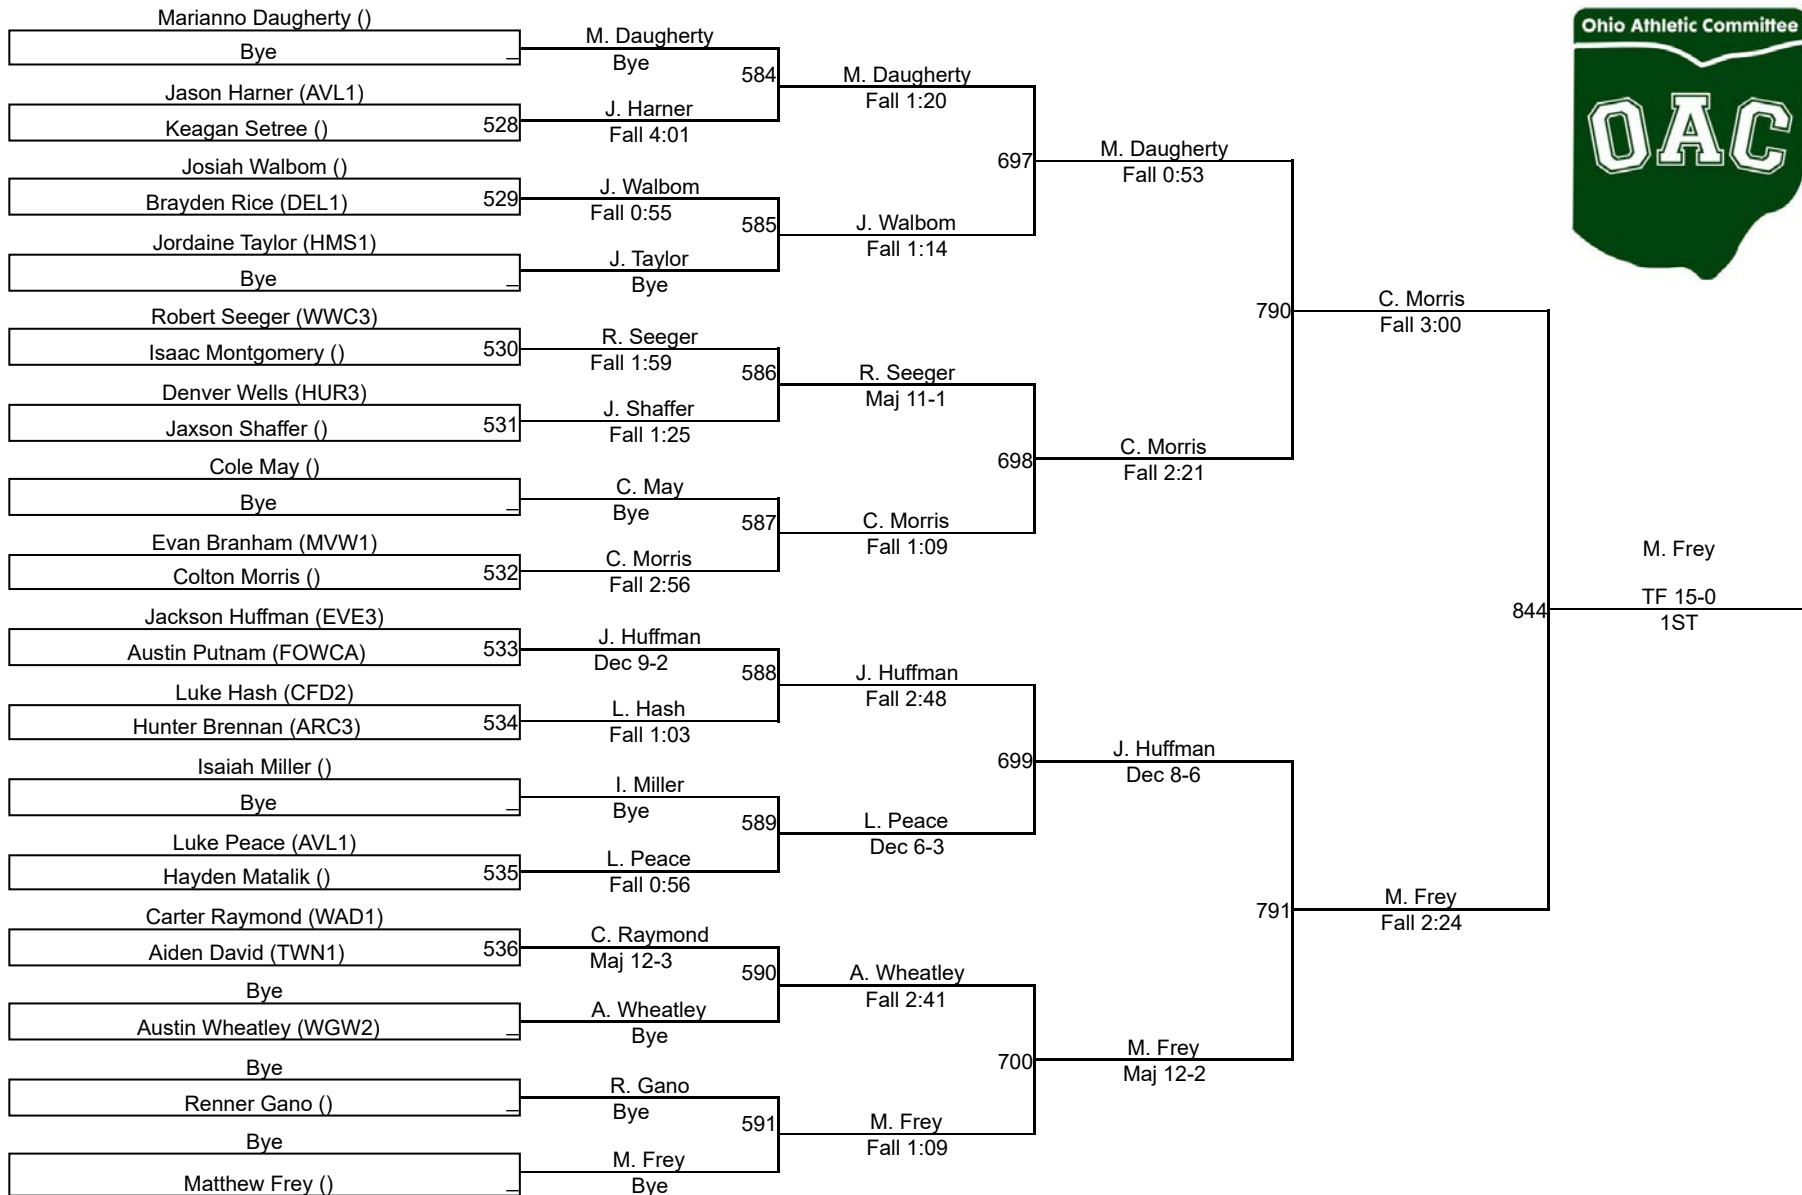 Marianno Daugherty ()
Bye
_
Jason Harner (AVL1)
Keagan Setree ()
528
Josiah Walbom ()
Brayden Rice (DEL1)
529
Jordaine Taylor (HMS1)
Bye
_
Robert Seeger (WWC3)
Isaac Montgomery ()
530
Denver Wells (HUR3)
Jaxson Shaffer ()
531
Cole May ()
Bye
_
Evan Branham (MVW1)
Colton Morris ()
532
Jackson Huffman (EVE3)
Austin Putnam (FOWCA)
533
Luke Hash (CFD2)
Hunter Brennan (ARC3)
534
Isaiah Miller ()
Bye
_
Luke Peace (AVL1)
Hayden Matalik ()
535
Carter Raymond (WAD1)
Aiden David (TWN1)
536
Bye
Austin Wheatley (WGW2)
_
Bye
Renner Gano ()
_
Bye
Matthew Frey ()
_
M. Daugherty
Bye
584
J. Harner
Fall 4:01
J. Walbom
Fall 0:55
585
J. Taylor
Bye
R. Seeger
Fall 1:59
586
J. Shaffer
Fall 1:25
C. May
Bye
587
C. Morris
Fall 2:56
J. Huffman
Dec 9-2
588
L. Hash
Fall 1:03
I. Miller
Bye
589
L. Peace
Fall 0:56
C. Raymond
Maj 12-3
590
A. Wheatley
Bye
R. Gano
Bye
591
M. Frey
Bye
M. Daugherty
Fall 1:20
697
J. Walbom
Fall 1:14
R. Seeger
Maj 11-1
698
C. Morris
Fall 1:09
J. Huffman
Fall 2:48
699
L. Peace
Dec 6-3
A. Wheatley
Fall 2:41
700
M. Frey
Fall 1:09
M. Daugherty
Fall 0:53
790
C. Morris
Fall 2:21
J. Huffman
Dec 8-6
791
M. Frey
Maj 12-2
C. Morris
Fall 3:00
844
M. Frey
Fall 2:24
M. Frey
TF 15-0
1ST
Ohio Athletic Committee
OAC